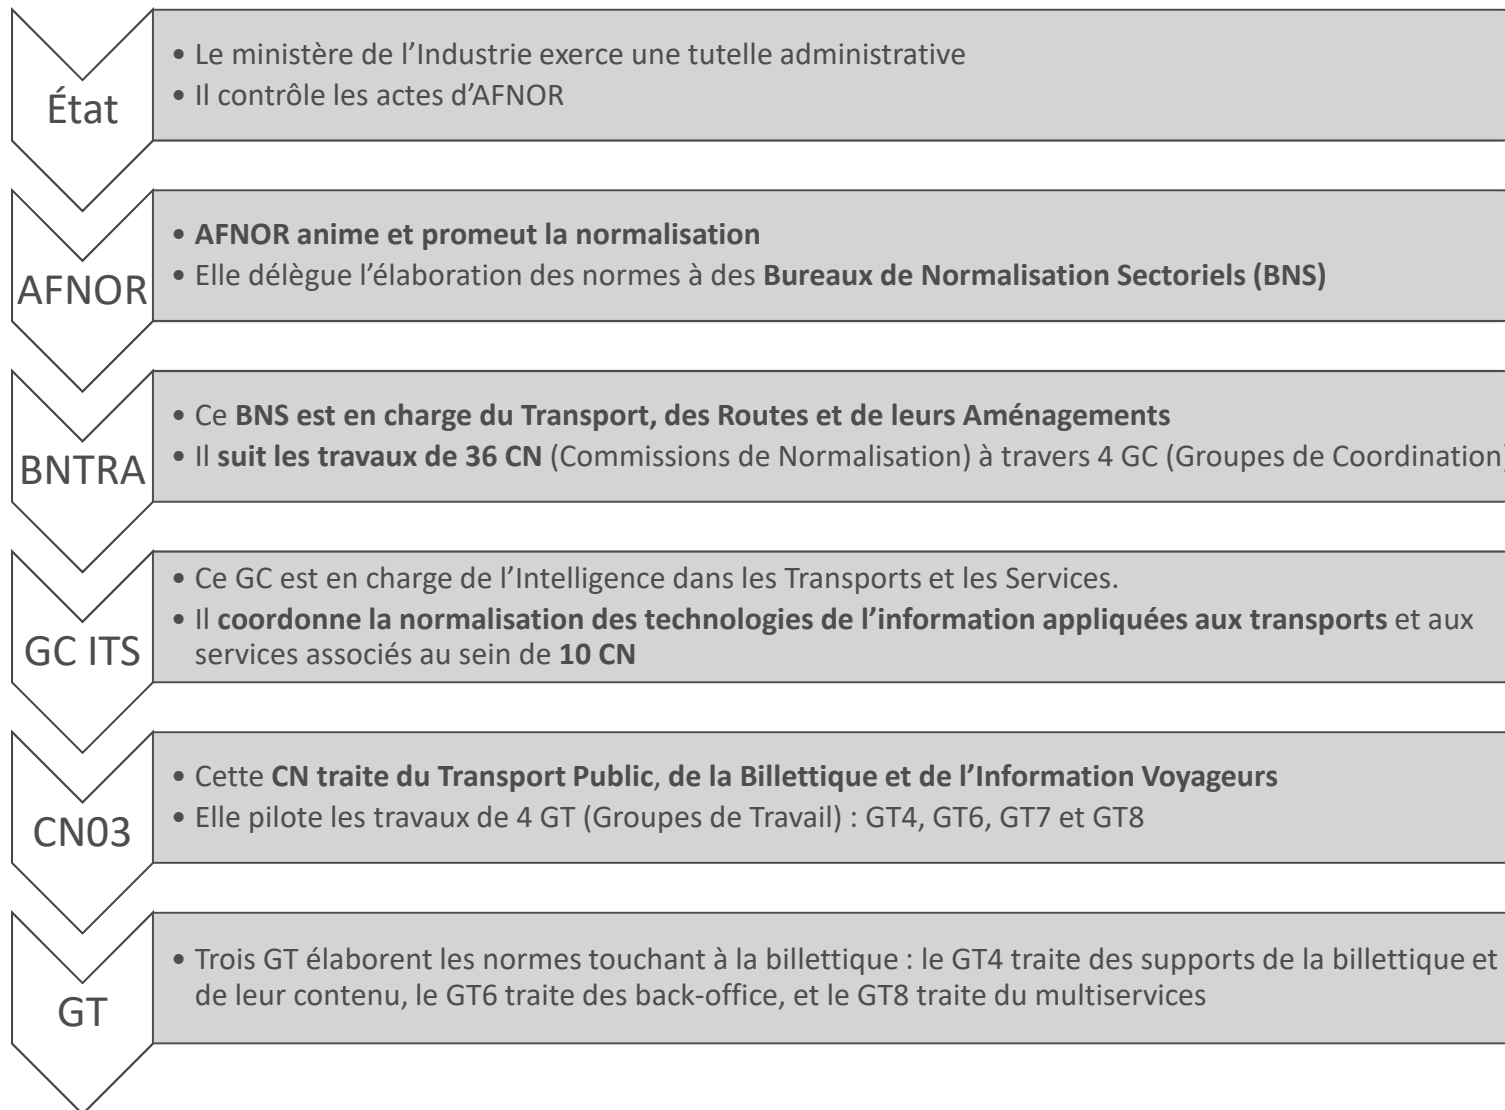 État
• Le ministère de l’Industrie exerce une tutelle administrative
• Il contrôle les actes d’AFNOR
AFNOR
• AFNOR anime et promeut la normalisation
• Elle délègue l’élaboration des normes à des Bureaux de Normalisation Sectoriels (BNS)
BNTRA
• Ce BNS est en charge du Transport, des Routes et de leurs Aménagements
• Il suit les travaux de 36 CN (Commissions de Normalisation) à travers 4 GC (Groupes de Coordination)
GC ITS
• Ce GC est en charge de l’Intelligence dans les Transports et les Services.
• Il coordonne la normalisation des technologies de l’information appliquées aux transports et aux
services associés au sein de 10 CN
CN03
• Cette CN traite du Transport Public, de la Billettique et de l’Information Voyageurs
• Elle pilote les travaux de 4 GT (Groupes de Travail) : GT4, GT6, GT7 et GT8
GT
• Trois GT élaborent les normes touchant à la billettique : le GT4 traite des supports de la billettique et
de leur contenu, le GT6 traite des back-office, et le GT8 traite du multiservices